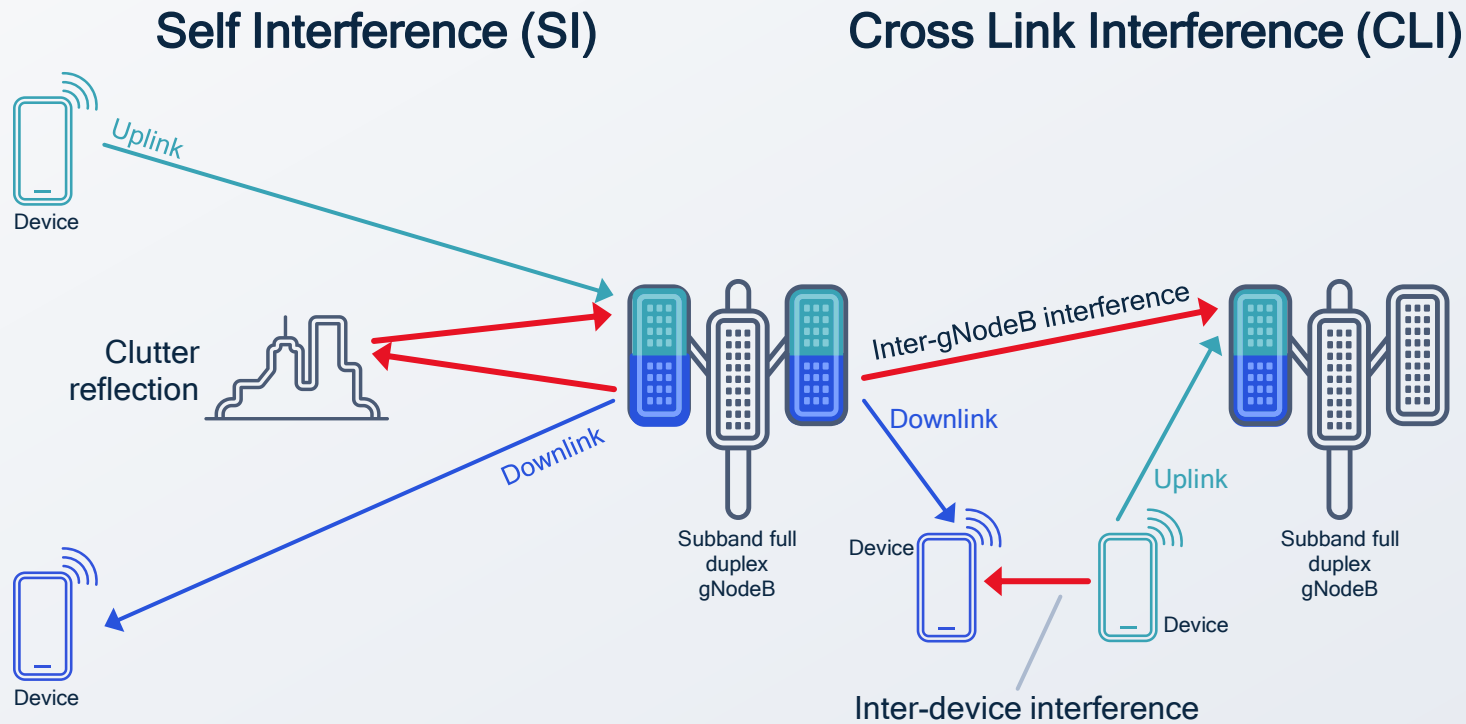 Self Interference (SI)
Cross Link Interference (CLI)
Uplink
Device
Clutter
reflection
Downlink
Device
Subband full
duplex
gNodeB
Inter-gNodeB interference
Downlink
Uplink
Device
Device
Inter-device interference
Subband full
duplex
gNodeB